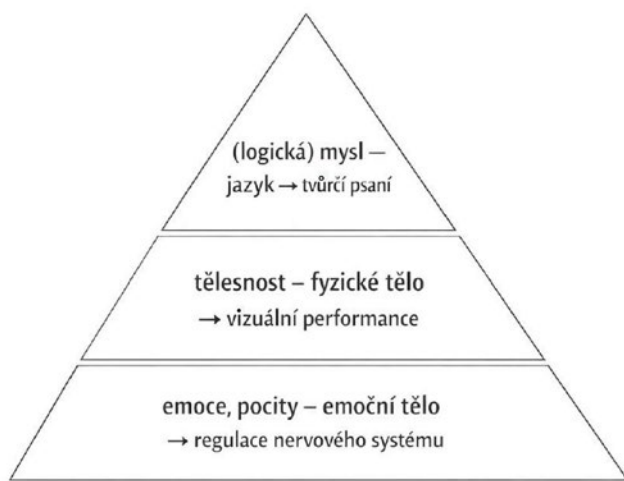 (logická) mysl –
jazyk → tvůrčí psaní
tělesnost – fyzické tělo
→ vizuální performance
emoce, pocity – emoční tělo
→ regulace nervového systému